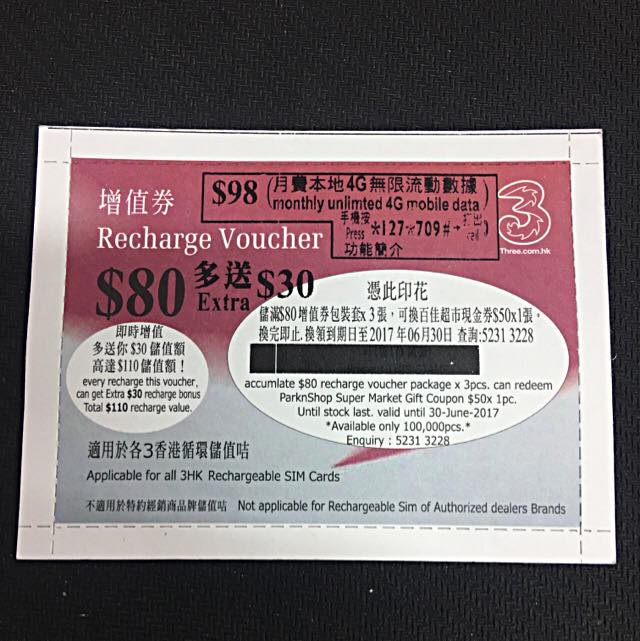 增值券
Recharge Voucher
$98 (月費本地4G無限流動數據)
monthly unlimted 4G mobile data
手機按
Press *127*709#→
功能簡介
3
Three.com.hk
$80 多送 $30
Extra
即時增值
多送你$30儲值額
高達$110儲值額！
every recharge this voucher,
can get Extra $30 recharge bonus
Total $110 recharge value.
憑此印花
儲滿$80增值券包裝套x 3張，可換百佳超市現金券$50x1張。
換完即止.換領到期日至2017年06月30日 查詢:5231 3228
accumlate $80 recharge voucher package x 3pcs. can redeem
ParknShop Super Market Gift Coupon $50x 1pc.
Until stock last. valid until 30-June-2017
*Available only 100,000pcs.*
Enquiry : 5231 3228
適用於各3香港循環儲值咭
Applicable for all 3HK Rechargeable SIM Cards
不適用於特約經銷商品牌儲值咭 Not applicable for Rechargeable Sim of Authorized dealers Brands